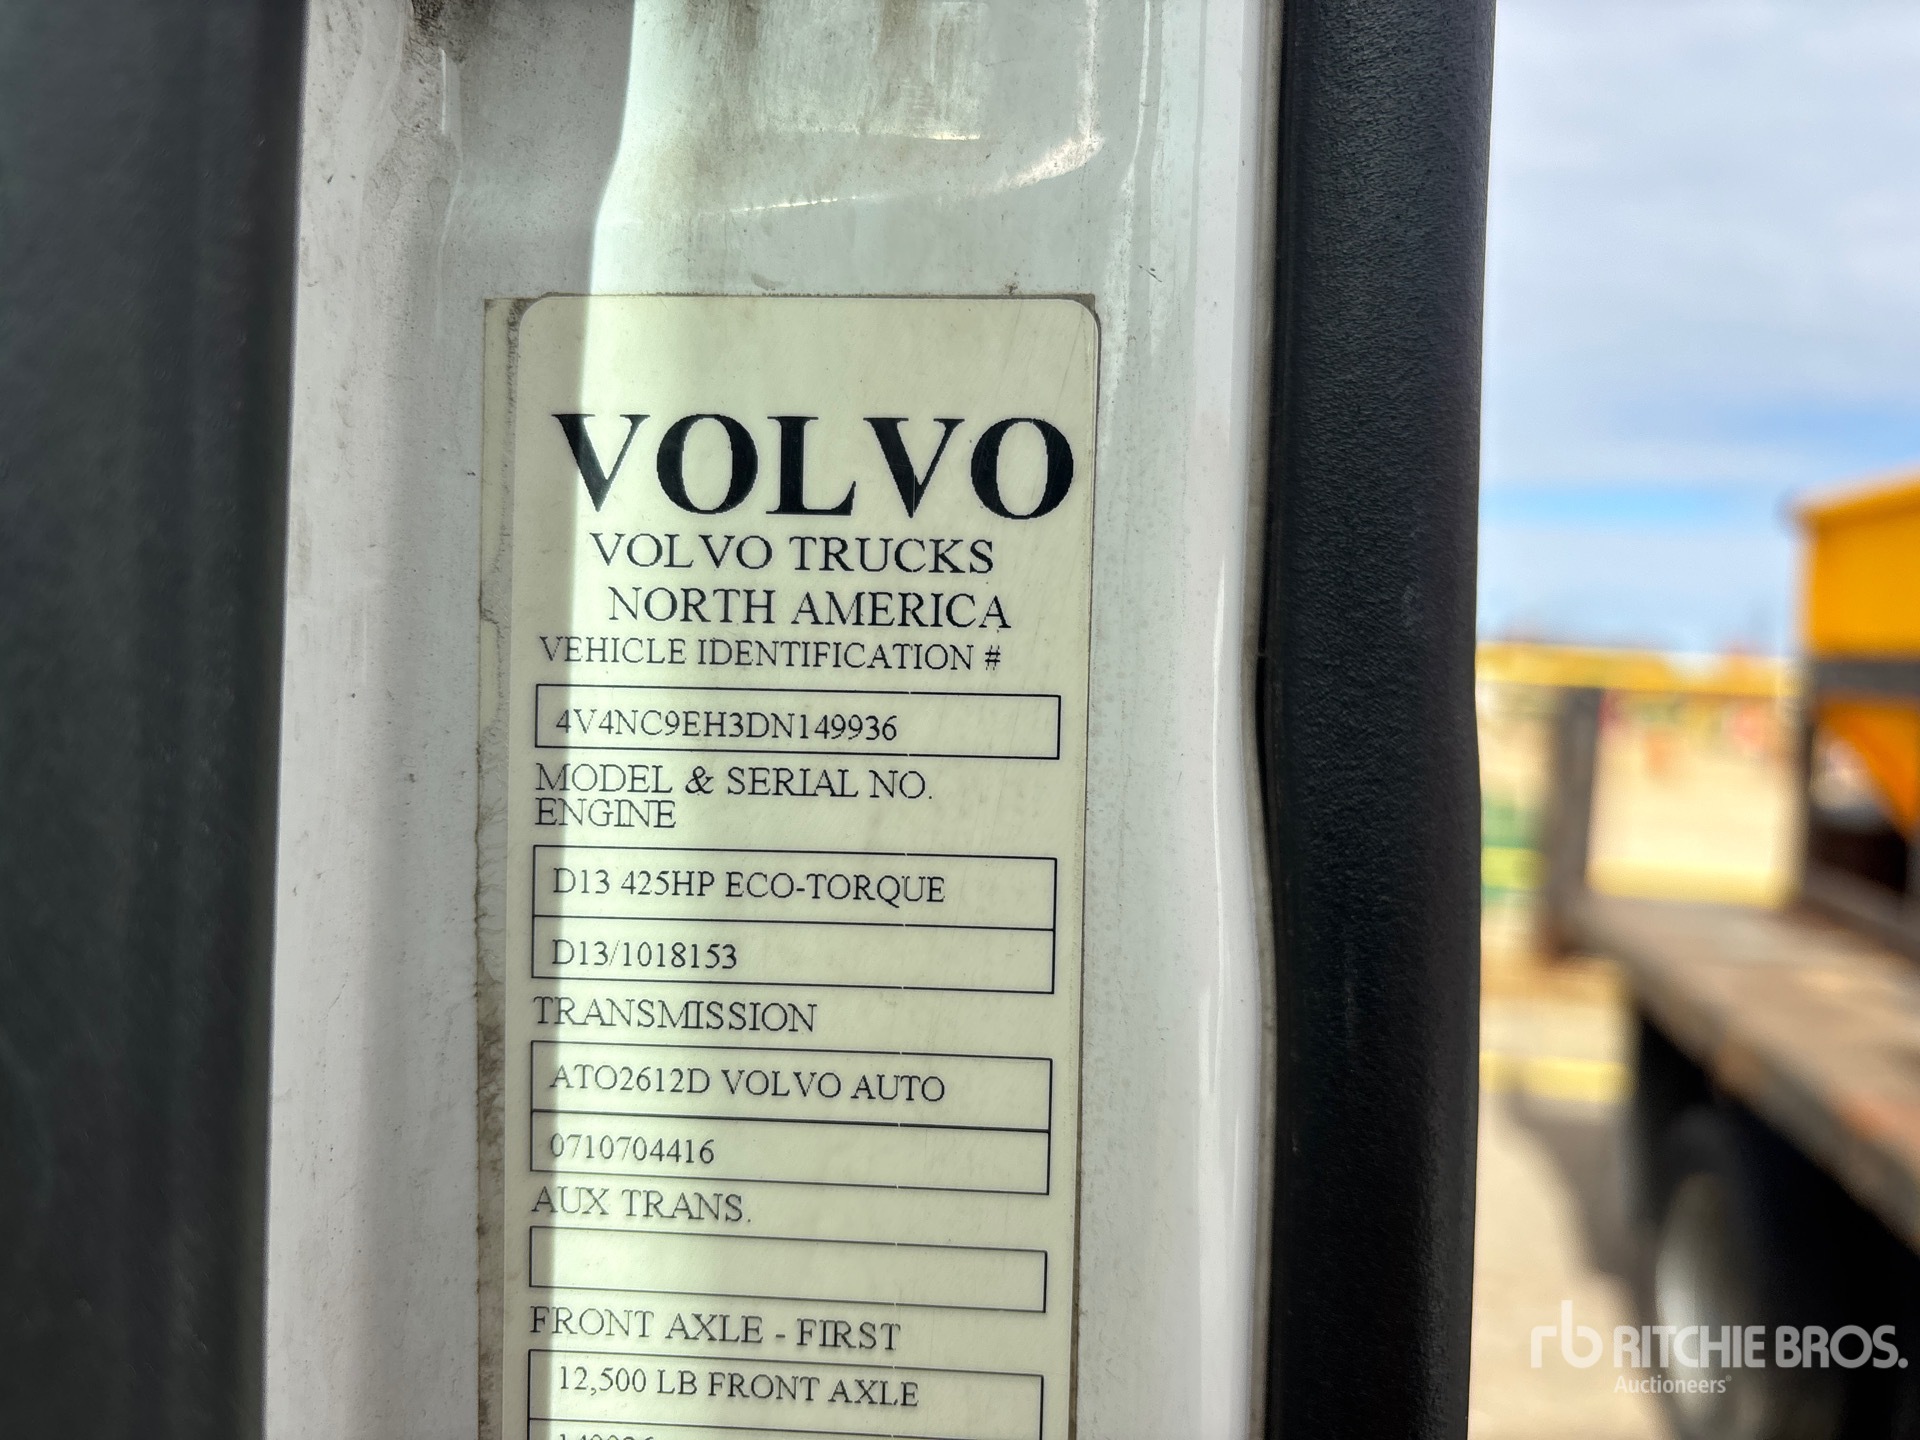 VOLVO
VOLVO TRUCKS
NORTH AMERICA
VEHICLE IDENTIFICATION #
4V4NC9EH3DN149936
MODEL & SERIAL NO.
ENGINE
D13 425HP ECO-TORQUE
D13/1018153
TRANSMISSION
ATO2612D VOLVO AUTO
0710704416
AUX TRANS.
FRONT AXLE - FIRST
12,500 LB FRONT AXLE
rb RITCHIE BROS.
Auctioneers